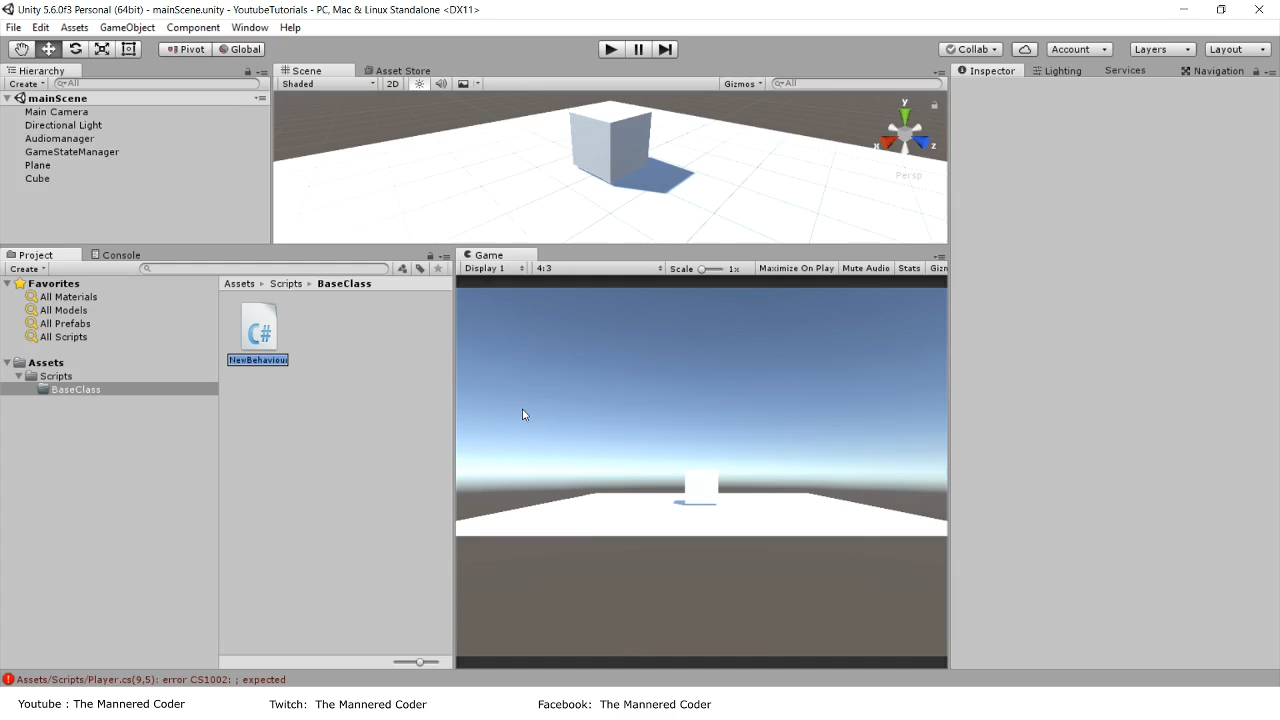 Unity 5.6.0f3 Personal (64bit) - mainScene.unity - YoutubeTutorials - PC, Mac & Linux Standalone <DX11>
File Edit Assets GameObject Component Window Help
Pivot Global Collab Account Layers Layout
Hierarchy Scene Asset Store Inspector Lighting Services Navigation
Create All Shaded 2D Gizmos All
mainScene
Main Camera
Directional Light
Audiomanager
GameStateManager
Plane
Cube
y
x z
Persp
Project Console Game
Create Display 1 4:3 Scale 1x Maximize On Play Mute Audio Stats Gizn
Favorites Assets Scripts BaseClass
All Materials
All Models
All Prefabs
All Scripts
C#
NewBehaviour
Assets
Scripts
BaseClass
Assets/Scripts/Player.cs(9,5): error CS1002: ; expected
Youtube : The Mannered Coder Twitch: The Mannered Coder Facebook: The Mannered Coder